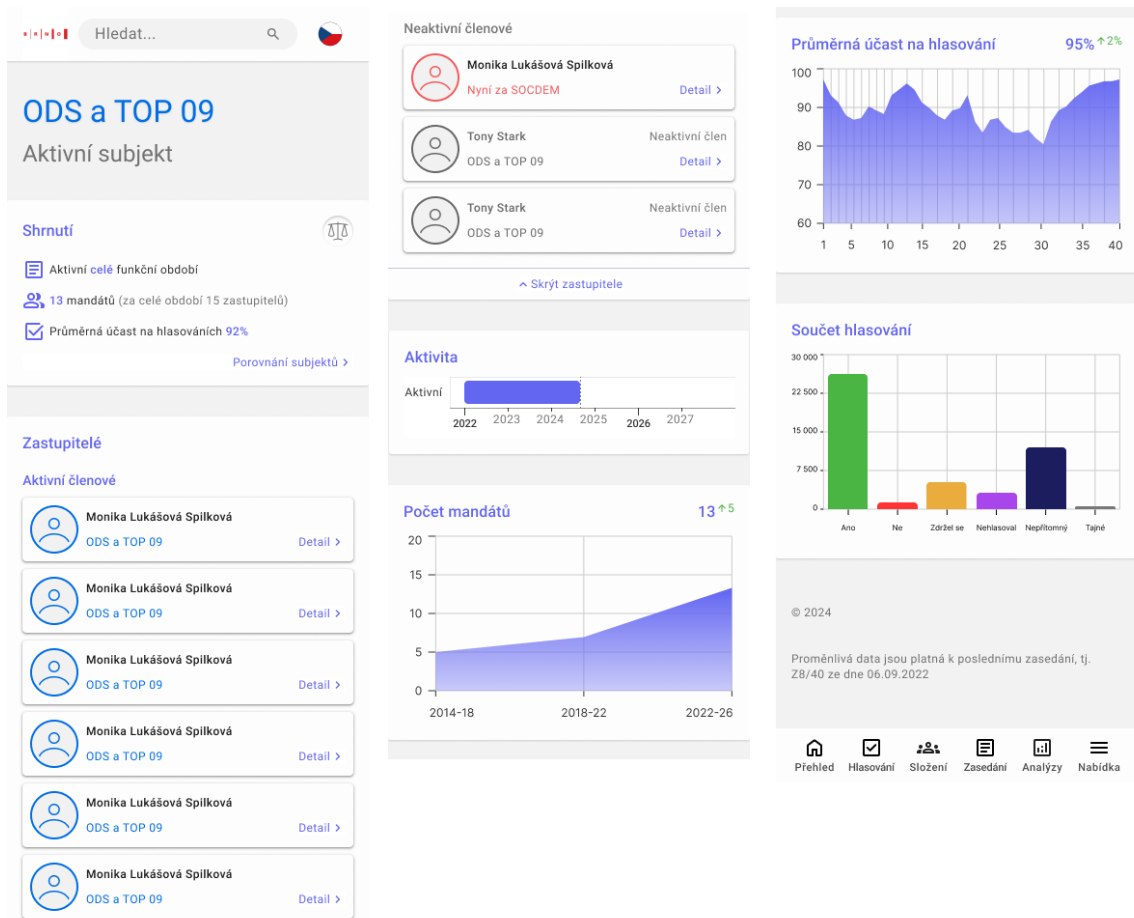 BRNO
Hledat...
ODS a TOP 09
Aktivní subjekt
Shrnutí
Aktivní celé funkční období
13 mandátů (za celé období 15 zastupitelů)
Průměrná účast na hlasováních 92%
Porovnání subjektů >
Zastupitelé
Aktivní členové
Monika Lukášová Spilková
ODS a TOP 09 Detail >
Monika Lukášová Spilková
ODS a TOP 09 Detail >
Monika Lukášová Spilková
ODS a TOP 09 Detail >
Monika Lukášová Spilková
ODS a TOP 09 Detail >
Monika Lukášová Spilková
ODS a TOP 09 Detail >
Monika Lukášová Spilková
ODS a TOP 09 Detail >
Neaktivní členové
Monika Lukášová Spilková
Nyní za SOCDEM Detail >
Tony Stark Neaktivní člen
ODS a TOP 09 Detail >
Tony Stark Neaktivní člen
ODS a TOP 09 Detail >
Skrýt zastupitele
Aktivita
Aktivní
2022 2023 2024 2025 2026 2027
Počet mandátů 13 ↑5
20
15
10
5
0
2014-18 2018-22 2022-26
Průměrná účast na hlasování 95% ↑2%
100
90
80
70
60
1 5 10 15 20 25 30 35 40
Součet hlasování
30 000
22 500
15 000
7 500
0
Ano Ne Zdržel se Nehlasoval Nepřítomný Tajné
© 2024
Proměnlivá data jsou platná k poslednímu zasedání, tj.
Z8/40 ze dne 06.09.2022
Přehled Hlasování Složení Zasedání Analýzy Nabídka